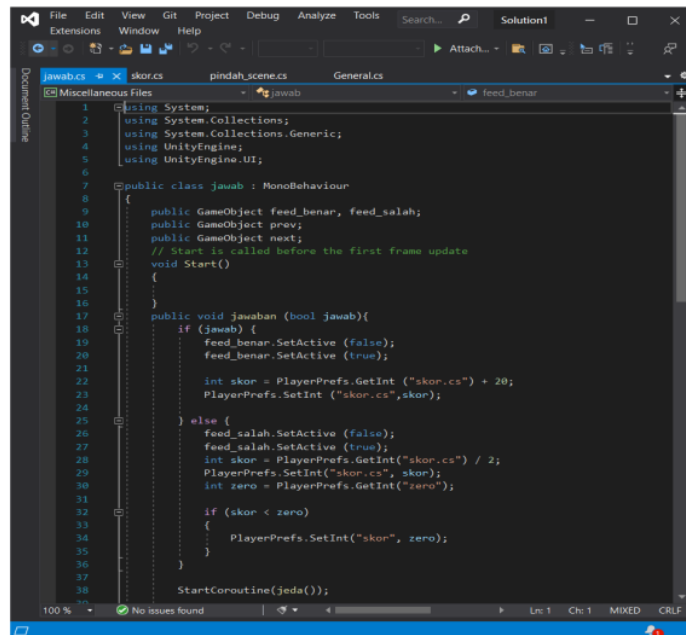 File Edit View Git Project Debug Analyze Tools Search... Solution1
Extensions Window Help
Attach...
jawab.cs skor.cs pindah_scene.cs General.cs
Miscellaneous Files jawab feed_benar
Document Outline
1 using System;
2 using System.Collections;
3 using System.Collections.Generic;
4 using UnityEngine;
5 using UnityEngine.UI;
6
7 public class jawab : MonoBehaviour
8 {
9 public GameObject feed_benar, feed_salah;
10 public GameObject prev;
11 public GameObject next;
12 // Start is called before the first frame update
13 void Start()
14 {
15
16 }
17 public void jawaban (bool jawab){
18 if (jawab) {
19 feed_benar.SetActive (false);
20 feed_benar.SetActive (true);
21
22 int skor = PlayerPrefs.GetInt ("skor.cs") + 20;
23 PlayerPrefs.SetInt ("skor.cs",skor);
24
25 } else {
26 feed_salah.SetActive (false);
27 feed_salah.SetActive (true);
28 int skor = PlayerPrefs.GetInt("skor.cs") / 2;
29 PlayerPrefs.SetInt("skor.cs", skor);
30 int zero = PlayerPrefs.GetInt("zero");
31
32 if (skor < zero)
33 {
34 PlayerPrefs.SetInt("skor", zero);
35 }
36 }
37
38 StartCoroutine(jeda());
100 % No issues found Ln: 1 Ch: 1 MIXED CRLF